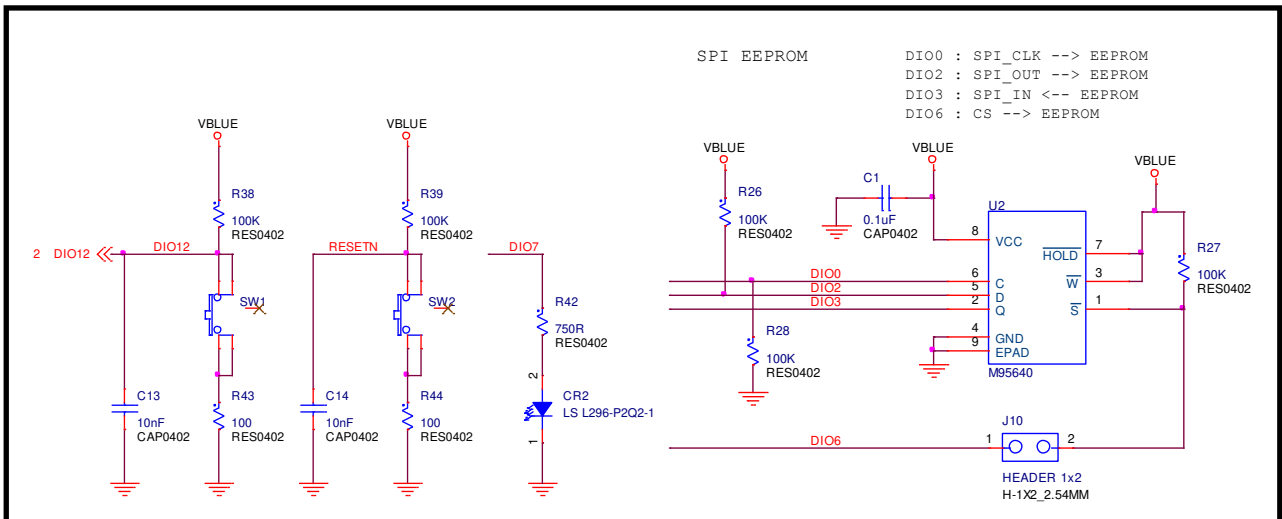 SPI EEPROM
DIO0 : SPI_CLK --> EEPROM
DIO2 : SPI_OUT --> EEPROM
DIO3 : SPI_IN <-- EEPROM
DIO6 : CS --> EEPROM
VBLUE
R38
100K
RES0402
2 DIO12
DIO12
SW1
C13
10nF
CAP0402
R43
100
RES0402
VBLUE
R39
100K
RES0402
RESETN
SW2
C14
10nF
CAP0402
R44
100
RES0402
DIO7
R42
750R
RES0402
2
CR2
LS L296-P2Q2-1
1
VBLUE
R26
100K
RES0402
VBLUE
C1
0.1uF
CAP0402
VBLUE
U2
8 VCC
HOLD 7
DIO0 6 C
W 3
DIO2 5 D
DIO3 2 Q
S 1
4 GND
9 EPAD
M95640
R27
100K
RES0402
R28
100K
RES0402
J10
DIO6 1 2
HEADER 1x2
H-1X2_2.54MM